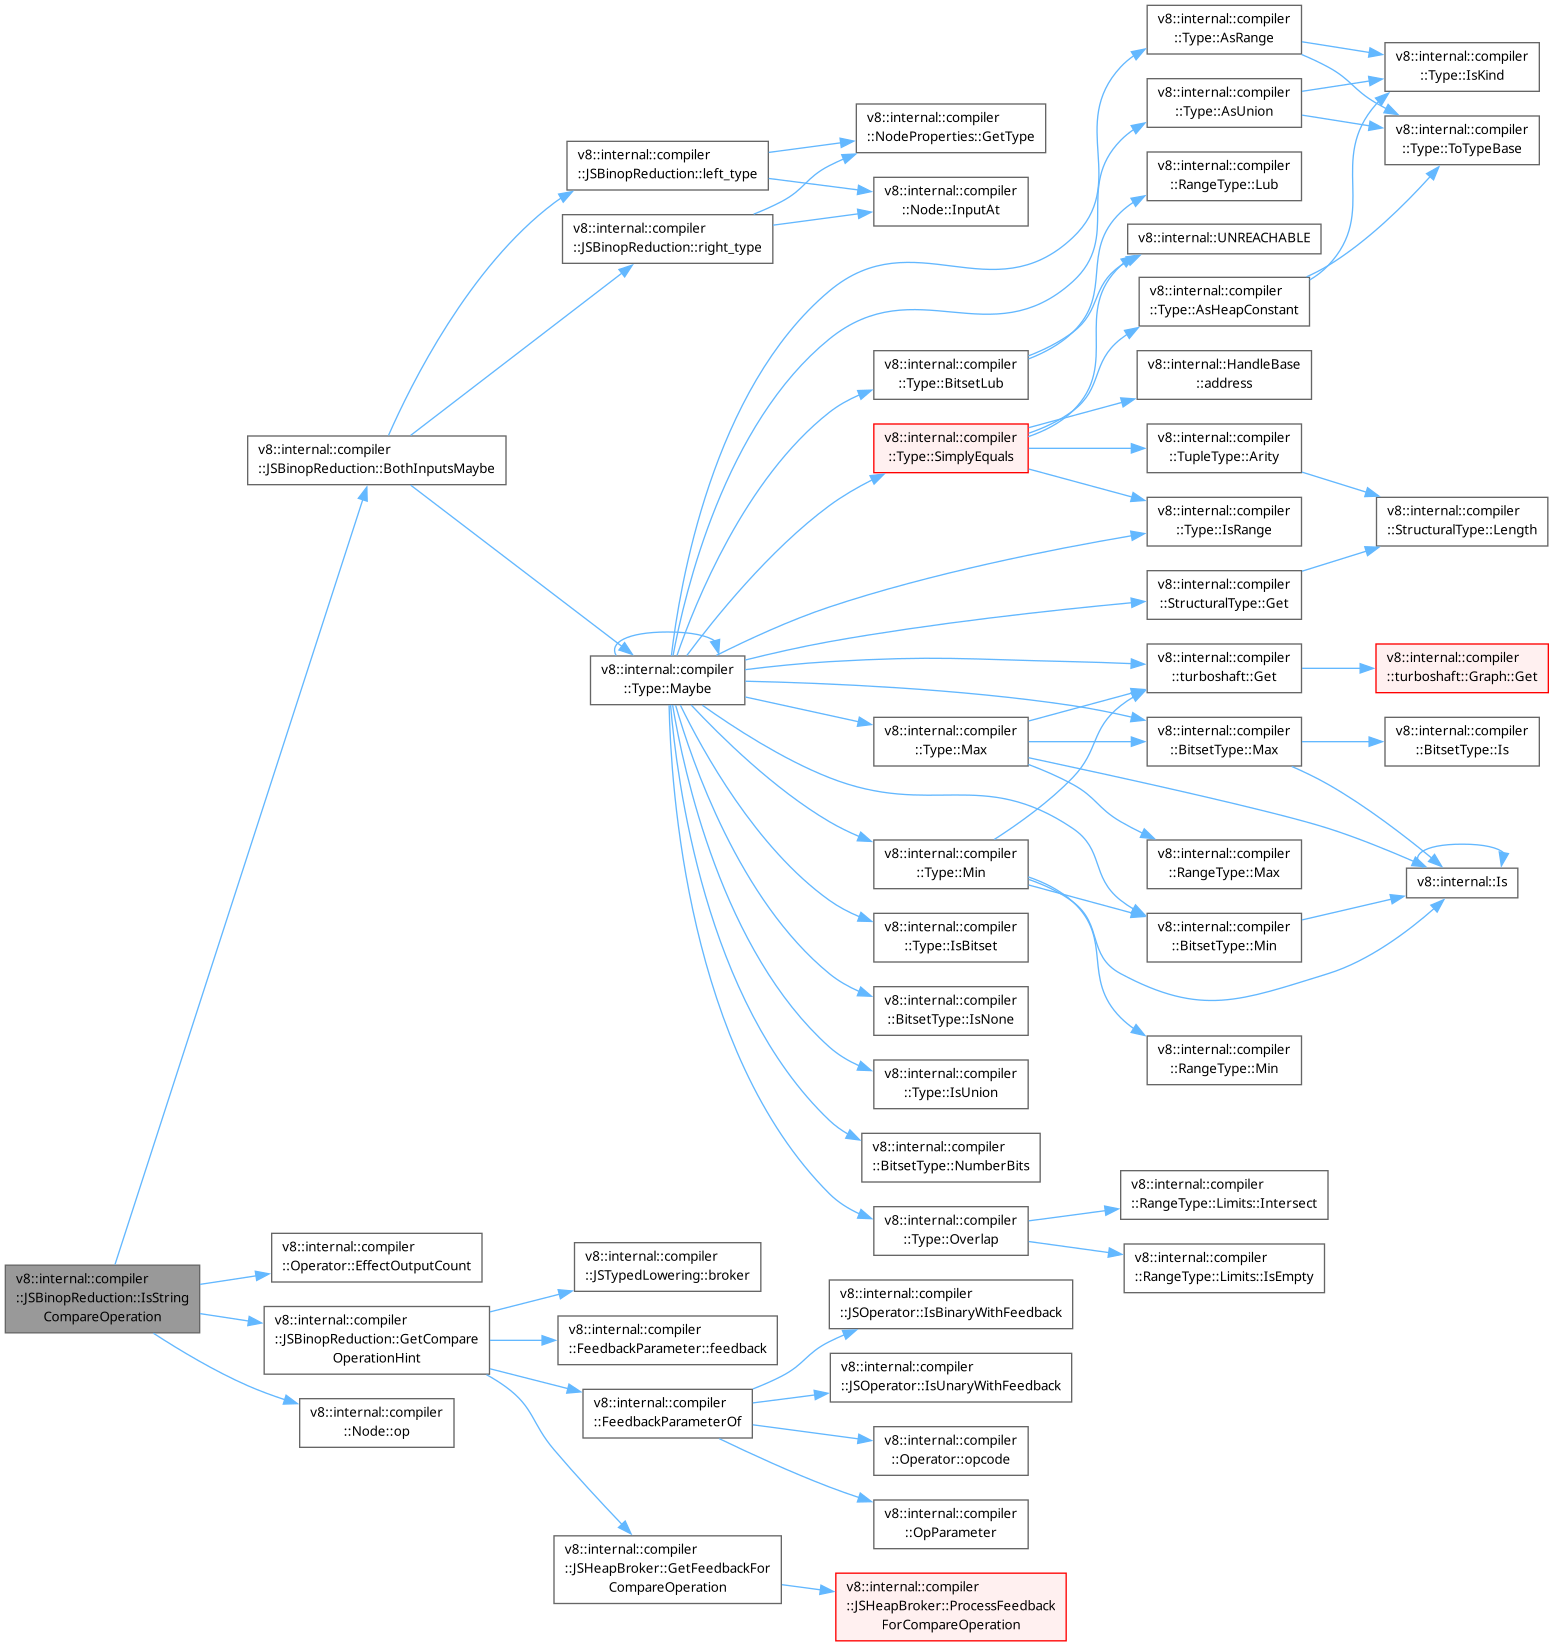 v8::internal::compiler
::JSBinopReduction::IsString
CompareOperation
v8::internal::compiler
::JSBinopReduction::BothInputsMaybe
v8::internal::compiler
::Operator::EffectOutputCount
v8::internal::compiler
::JSBinopReduction::GetCompare
OperationHint
v8::internal::compiler
::Node::op
v8::internal::compiler
::JSBinopReduction::left_type
v8::internal::compiler
::JSBinopReduction::right_type
v8::internal::compiler
::Type::Maybe
v8::internal::compiler
::JSTypedLowering::broker
v8::internal::compiler
::FeedbackParameter::feedback
v8::internal::compiler
::FeedbackParameterOf
v8::internal::compiler
::JSHeapBroker::GetFeedbackFor
CompareOperation
v8::internal::compiler
::NodeProperties::GetType
v8::internal::compiler
::Node::InputAt
v8::internal::compiler
::Type::BitsetLub
v8::internal::compiler
::Type::SimplyEquals
v8::internal::compiler
::Type::Max
v8::internal::compiler
::Type::Min
v8::internal::compiler
::Type::IsBitset
v8::internal::compiler
::BitsetType::IsNone
v8::internal::compiler
::Type::IsUnion
v8::internal::compiler
::BitsetType::NumberBits
v8::internal::compiler
::Type::Overlap
v8::internal::compiler
::JSOperator::IsBinaryWithFeedback
v8::internal::compiler
::JSOperator::IsUnaryWithFeedback
v8::internal::compiler
::Operator::opcode
v8::internal::compiler
::OpParameter
v8::internal::compiler
::JSHeapBroker::ProcessFeedback
ForCompareOperation
v8::internal::compiler
::Type::AsRange
v8::internal::compiler
::Type::AsUnion
v8::internal::compiler
::RangeType::Lub
v8::internal::UNREACHABLE
v8::internal::compiler
::Type::AsHeapConstant
v8::internal::HandleBase
::address
v8::internal::compiler
::TupleType::Arity
v8::internal::compiler
::Type::IsRange
v8::internal::compiler
::StructuralType::Get
v8::internal::compiler
::turboshaft::Get
v8::internal::compiler
::BitsetType::Max
v8::internal::compiler
::RangeType::Max
v8::internal::compiler
::BitsetType::Min
v8::internal::compiler
::RangeType::Min
v8::internal::compiler
::RangeType::Limits::Intersect
v8::internal::compiler
::RangeType::Limits::IsEmpty
v8::internal::compiler
::Type::IsKind
v8::internal::compiler
::Type::ToTypeBase
v8::internal::compiler
::StructuralType::Length
v8::internal::compiler
::turboshaft::Graph::Get
v8::internal::compiler
::BitsetType::Is
v8::internal::Is